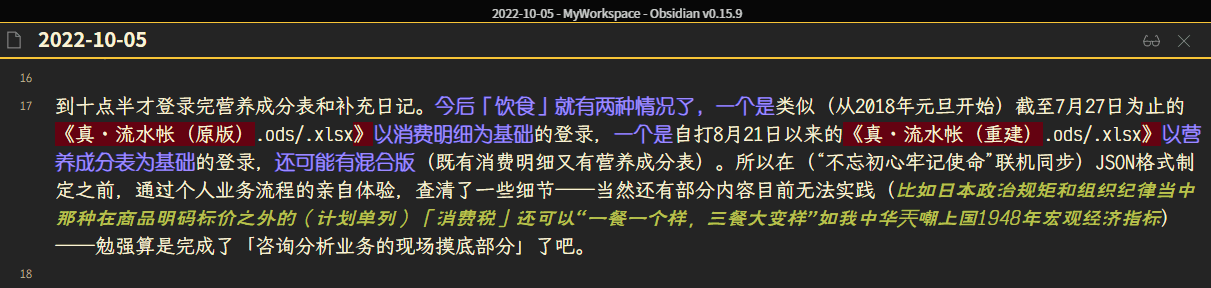 2022-10-05 - MyWorkspace - Obsidian v0.15.9
2022-10-05
16
17 到十点半才登录完营养成分表和补充日记。今后「饮食」就有两种情况了，一个是类似（从2018年元旦开始）截至7月27日为止的
《真·流水帐（原版）.ods/.xlsx》以消费明细为基础的登录，一个是自打8月21日以来的《真·流水帐（重建）.ods/.xlsx》以营
养成分表为基础的登录，还可能有混合版（既有消费明细又有营养成分表）。所以在（“不忘初心牢记使命”联机同步）JSON格式制
定之前，通过个人业务流程的亲自体验，查清了一些细节——当然还有部分内容目前无法实践（比如日本政治规矩和组织纪律当中
那种在商品明码标价之外的（计划单列）「消费税」还可以“一餐一个样，三餐大变样”如我中华天嘲上国1948年宏观经济指标）
——勉强算是完成了「咨询分析业务的现场摸底部分」了吧。
18